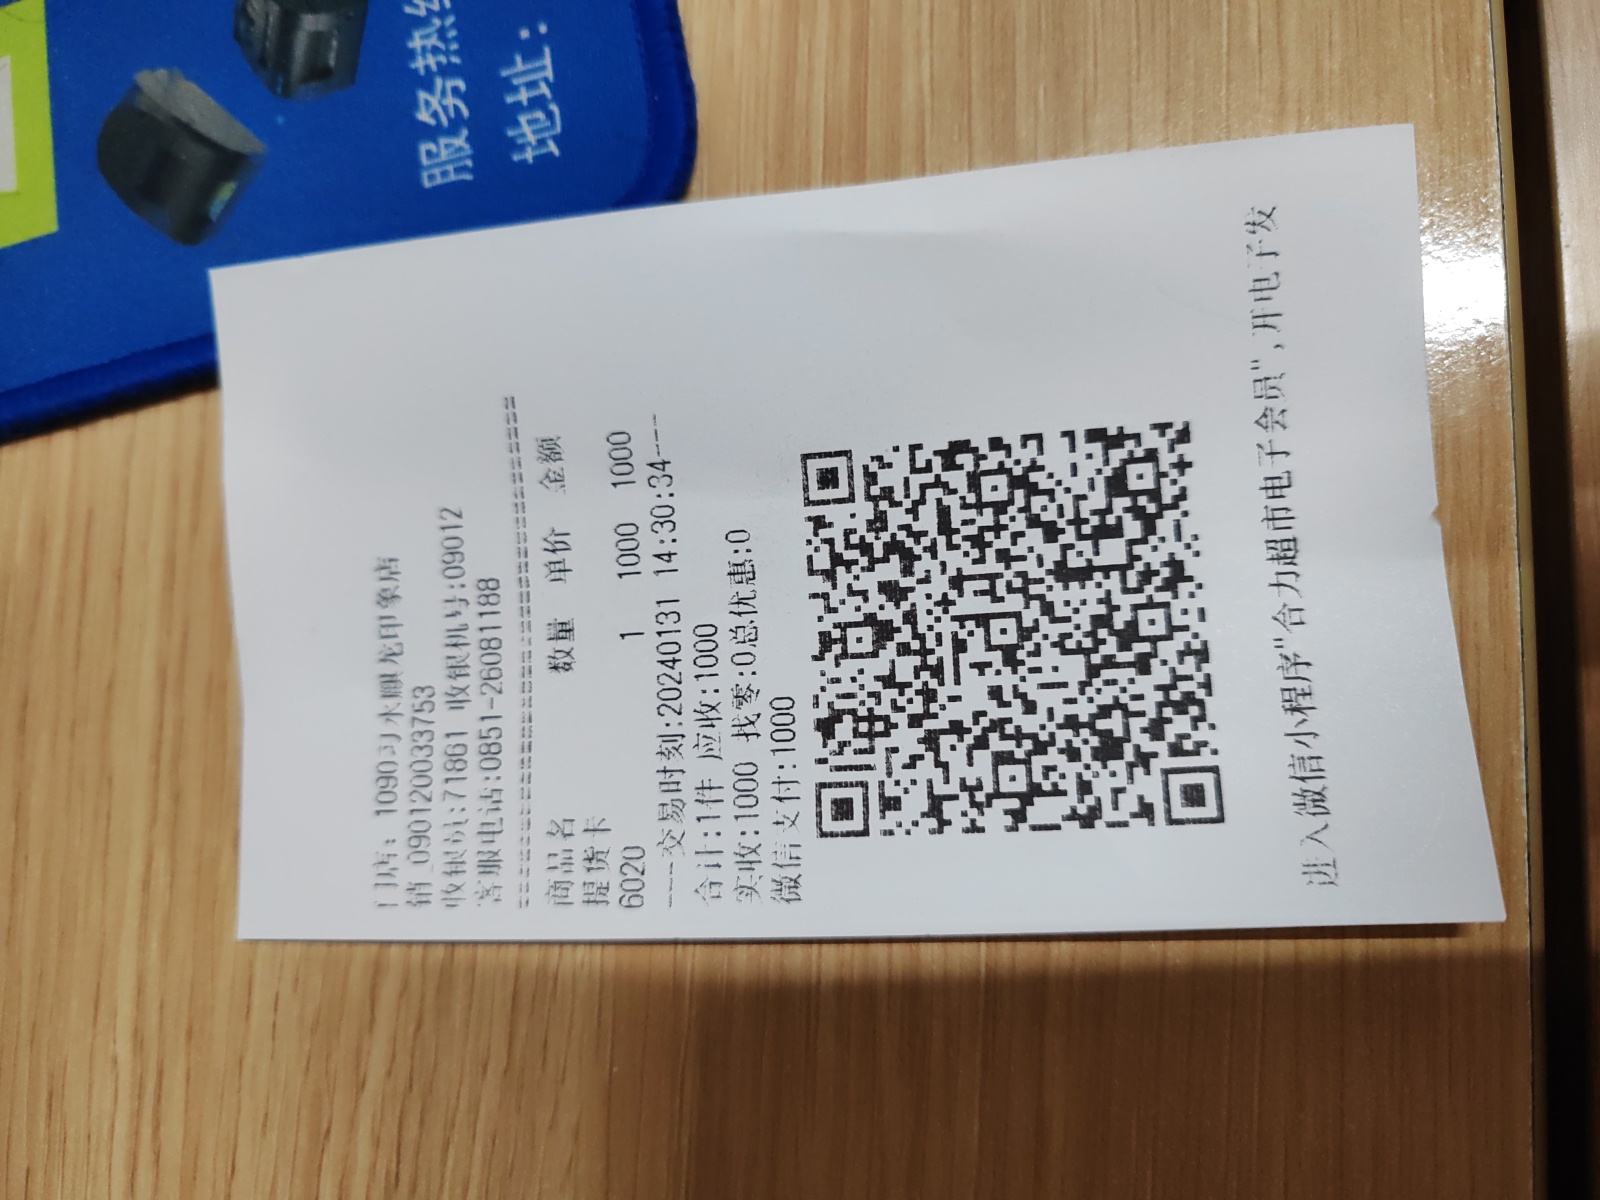 服务热线
地址：
门店: 1090习水麒龙印象店
销_090120033753
收银员:71861 收银机号:09012
客服电话:0851-26081188
商品名 数量 单价 金额
提货卡
6020 1 1000 1000
----交易时刻:20240131 14:30:34----
合计:1件 应收:1000
实收:1000 找零:0总优惠:0
微信支付:1000
进入微信小程序"合力超市电子会员", 开电子发